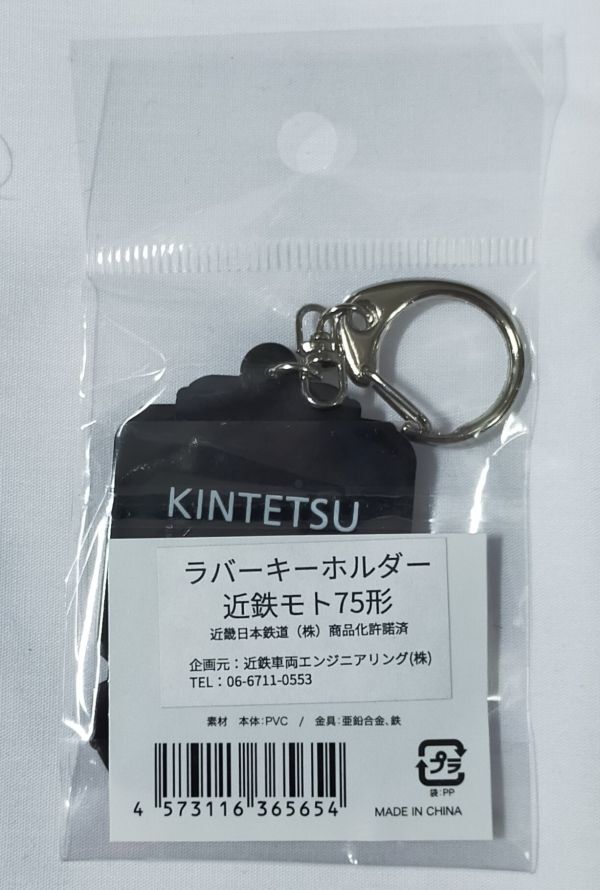 KINTETSU
ラバーキーホルダー
近鉄モト75形
近畿日本鉄道（株）商品化許諾済
企画元：近鉄車両エンジニアリング(株)
TEL：06-6711-0553
素材 本体:PVC / 金具:亜鉛合金、鉄
プラ
袋:PP
4 573116 365654
MADE IN CHINA